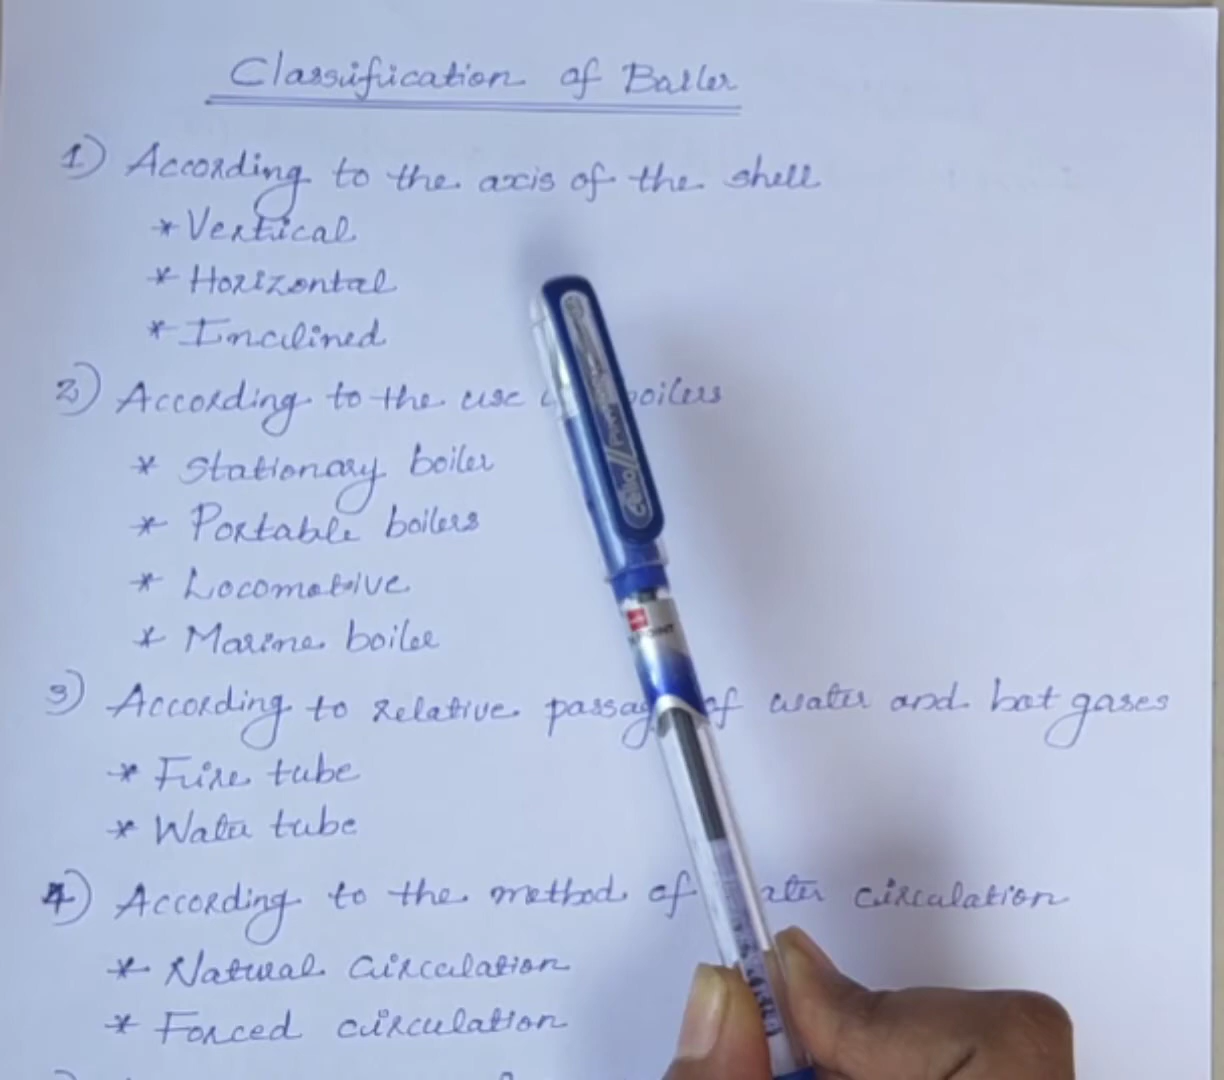 Classification of Boiler
1) According to the axis of the shell
* Vertical
* Horizontal
* Inclined
2) According to the use boilers
* Stationary boiler
* Portable boilers
* Locomotive
* Marine boiler
3) According to relative passag of water and hot gases
* Fire tube
* Water tube
4) According to the method of ater circulation
* Natural circulation
* Forced circulation
Cello